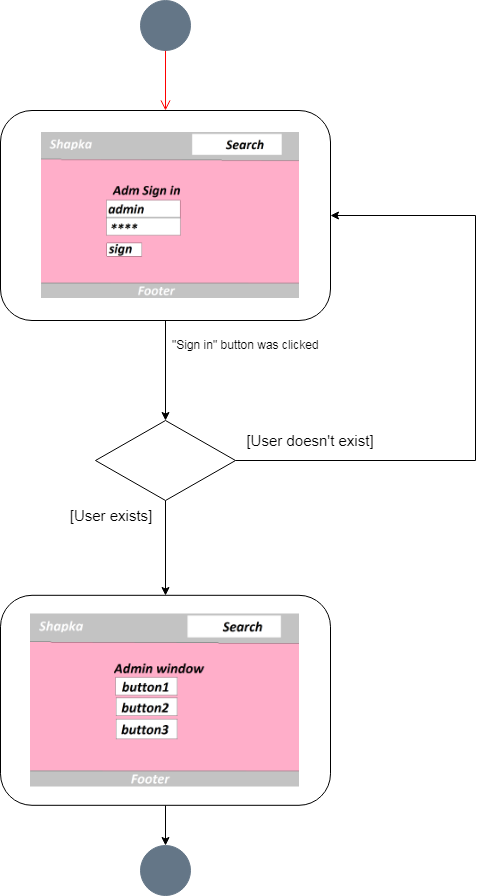 Shapka
Search
Adm Sign in
admin
****
sign
Footer
"Sign in" button was clicked
[User doesn't exist]
[User exists]
Shapka
Search
Admin window
button1
button2
button3
Footer